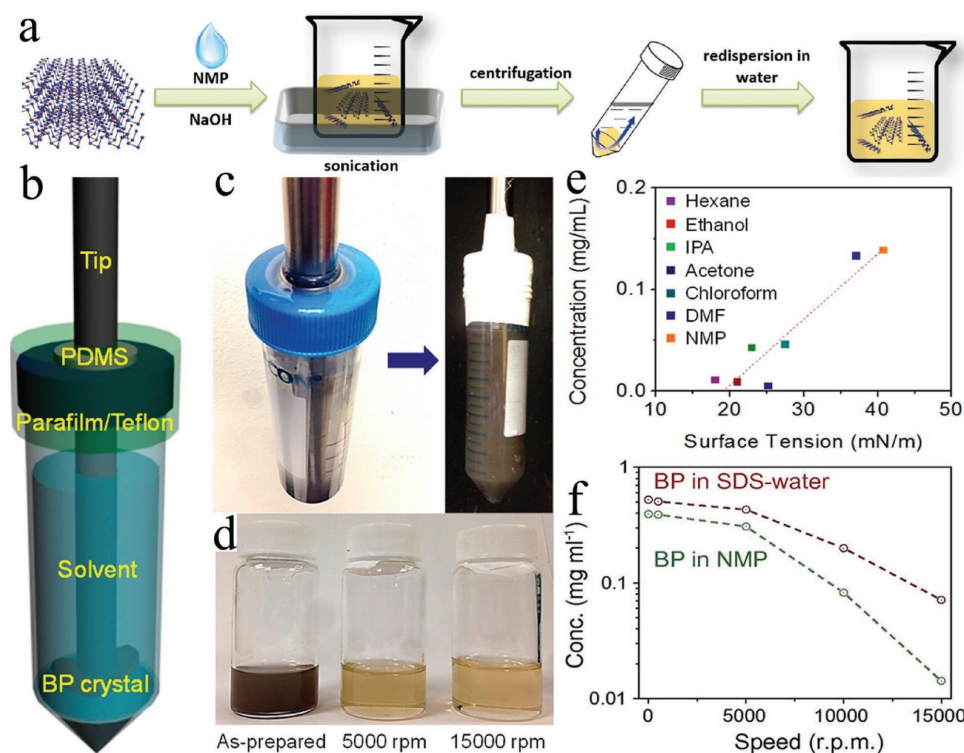 a
NMP
NaOH
sonication
centrifugation
redispersion in
water
b
Tip
PDMS
Parafilm/Teflon
Solvent
BP crystal
c
CON®
d
As-prepared
5000 rpm
15000 rpm
e
Concentration (mg/mL)
0.2
0.1
0.0
Hexane
Ethanol
IPA
Acetone
Chloroform
DMF
NMP
10
20
30
40
50
Surface Tension (mN/m)
f
Conc. (mg ml⁻¹)
1
0.1
0.01
BP in SDS-water
BP in NMP
0
5000
10000
15000
Speed (r.p.m.)